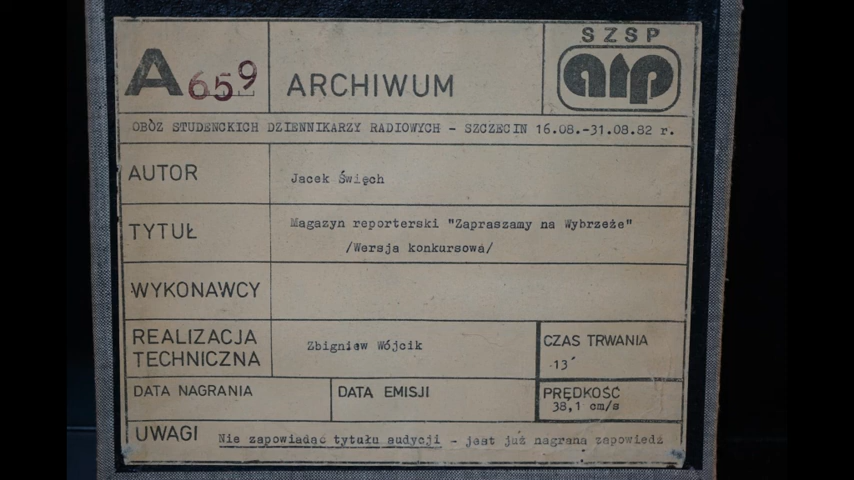 A 659
ARCHIWUM
SZSP
arp
OBÓZ STUDENCKICH DZIENNIKARZY RADIOWYCH - SZCZECIN 16.08.-31.08.82 r.
AUTOR
Jacek Święch
TYTUŁ
Magazyn reporterski "Zapraszamy na Wybrzeże"
/Wersja konkursowa/
WYKONAWCY
REALIZACJA
TECHNICZNA
Zbigniew Wójcik
CZAS TRWANIA
13´
DATA NAGRANIA
DATA EMISJI
PRĘDKOŚĆ
38,1 cm/s
UWAGI
Nie zapowiadać tytułu audycji - jest już nagrana zapowiedź